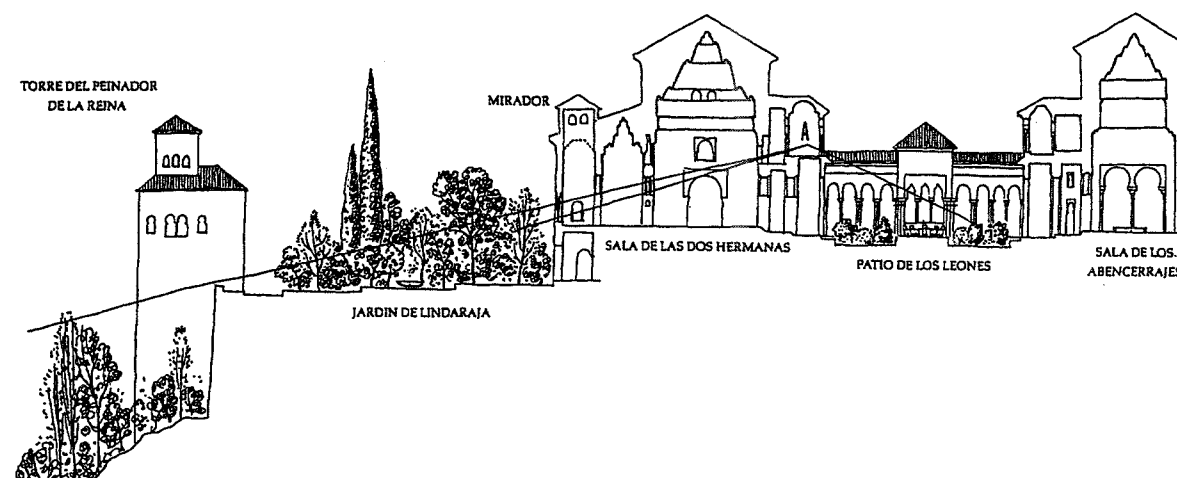 TORRE DEL PEINADOR
DE LA REINA
MIRADOR
A
SALA DE LAS DOS HERMANAS
PATIO DE LOS LEONES
SALA DE LOS
ABENCERRAJES
JARDIN DE LINDARAJA